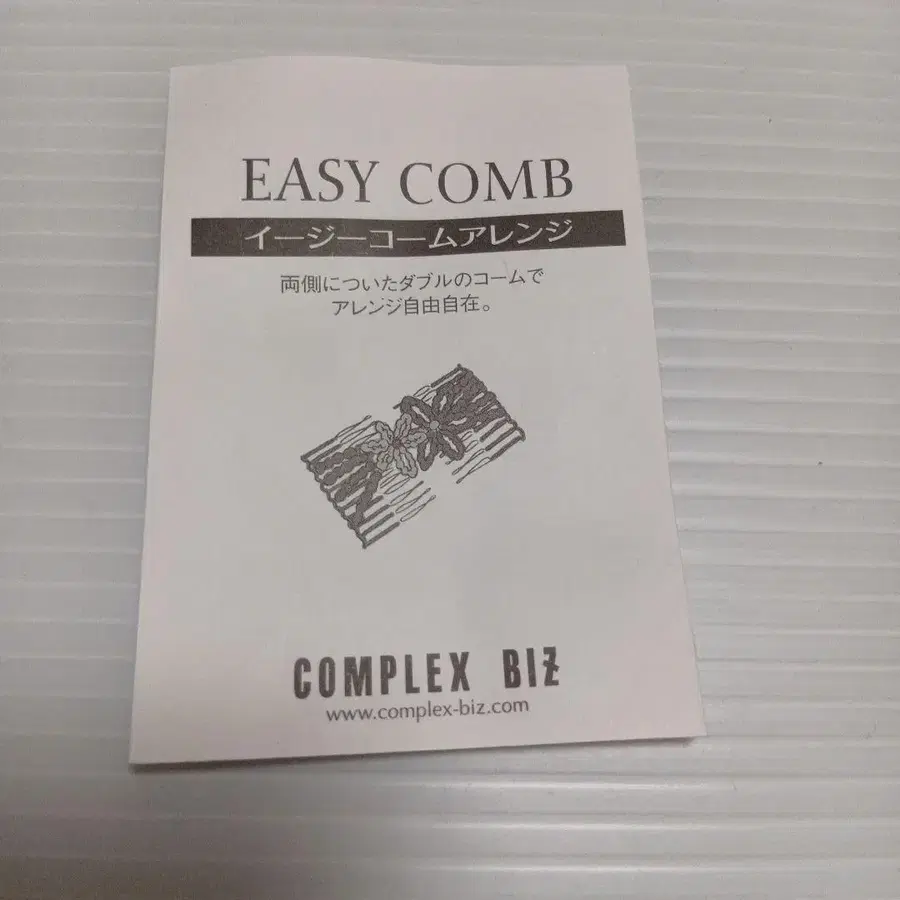 EASY COMB
イージーコームアレンジ
両側についたダブルのコームで
アレンジ自由自在。
COMPLEX BIZ
www.complex-biz.com